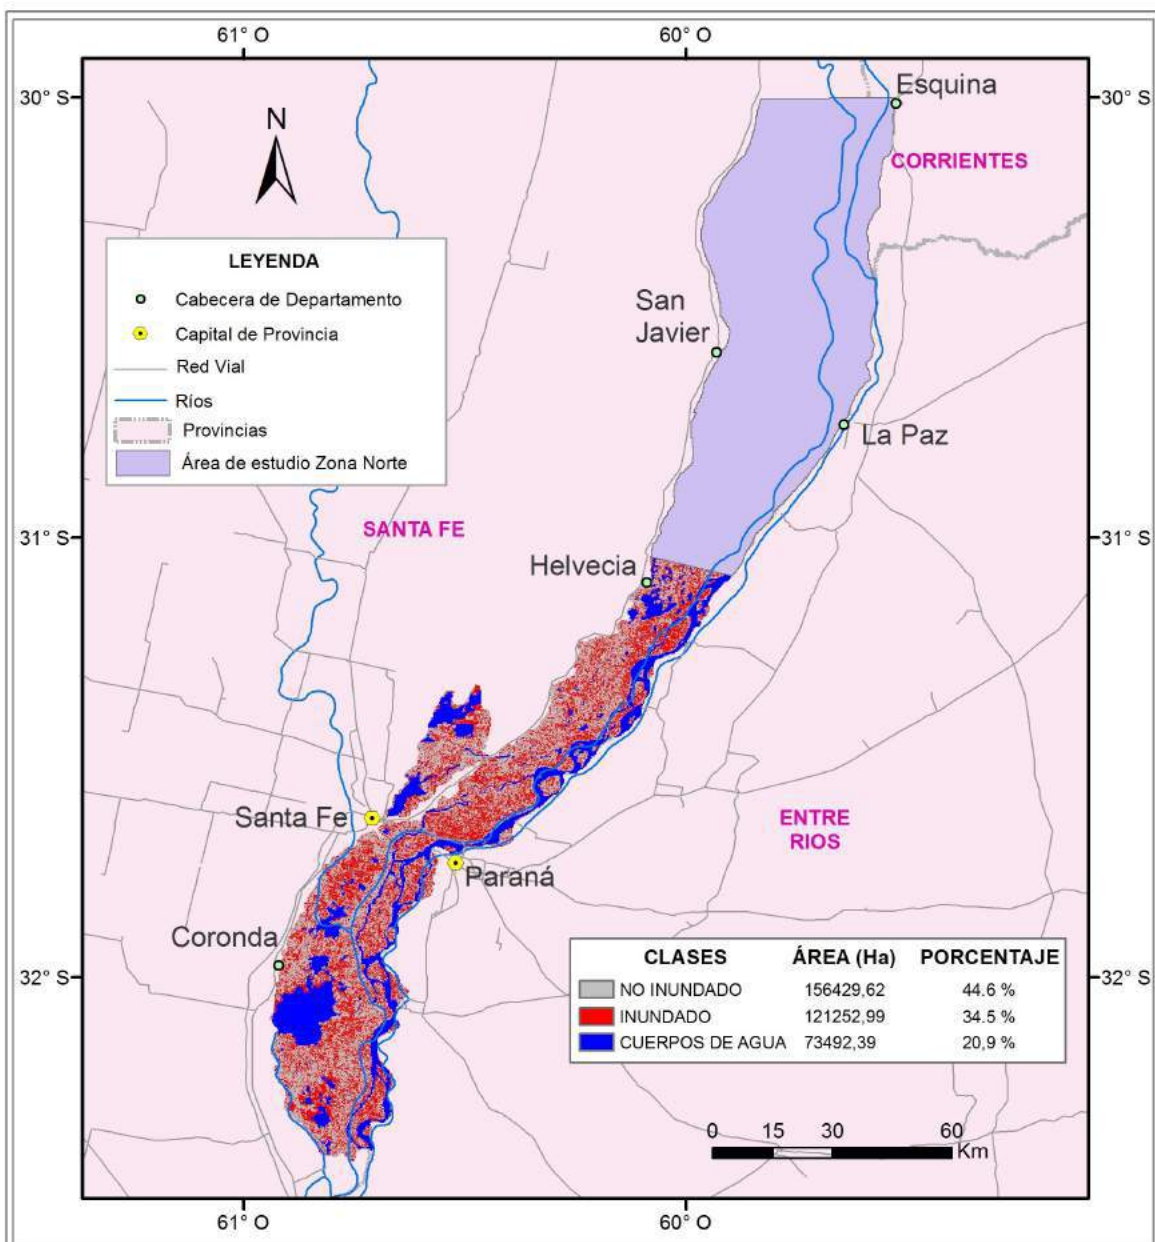 61° O 60° O
30° S 30° S
Esquina
N
CORRIENTES
LEYENDA
Cabecera de Departamento
Capital de Provincia
Red Vial
Ríos
Provincias
Área de estudio Zona Norte
San
Javier
La Paz
SANTA FE
31° S 31° S
Helvecia
Santa Fe
ENTRE
RIOS
Paraná
Coronda
32° S 32° S
CLASES ÁREA (Ha) PORCENTAJE
NO INUNDADO 156429,62 44.6 %
INUNDADO 121252,99 34.5 %
CUERPOS DE AGUA 73492,39 20,9 %
0 15 30 60
Km
61° O 60° O